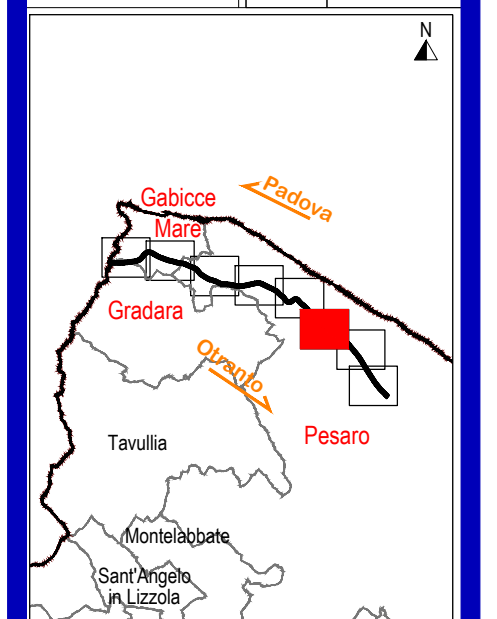 N
Padova
Gabicce
Mare
Gradara
Otranto
Pesaro
Tavullia
Montelabbate
Sant'Angelo
in Lizzola